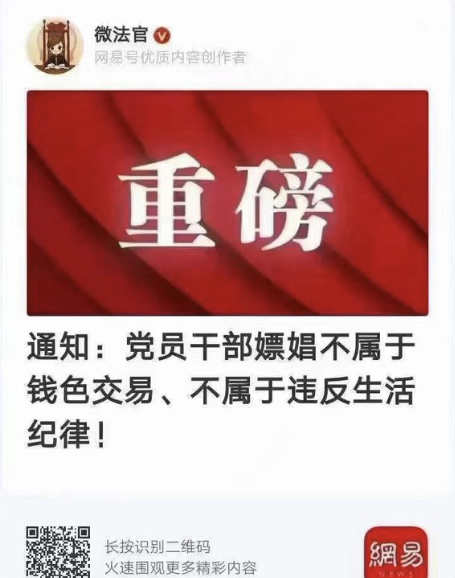 微法官
网易号优质内容创作者
重磅
通知：党员干部嫖娼不属于
钱色交易、不属于违反生活
纪律！
长按识别二维码
火速围观更多精彩内容
網易
NEWS